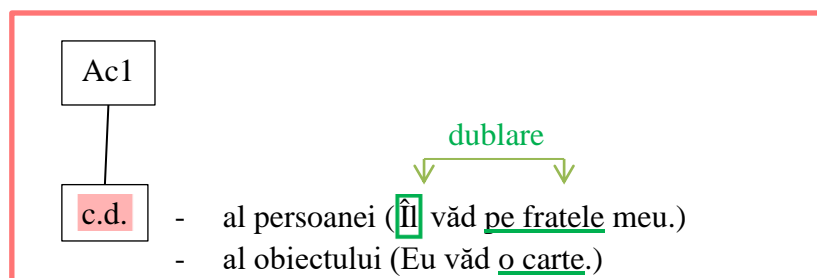 Ac1
dublare
c.d. - al persoanei (Îl văd pe fratele meu.)
- al obiectului (Eu văd o carte.)